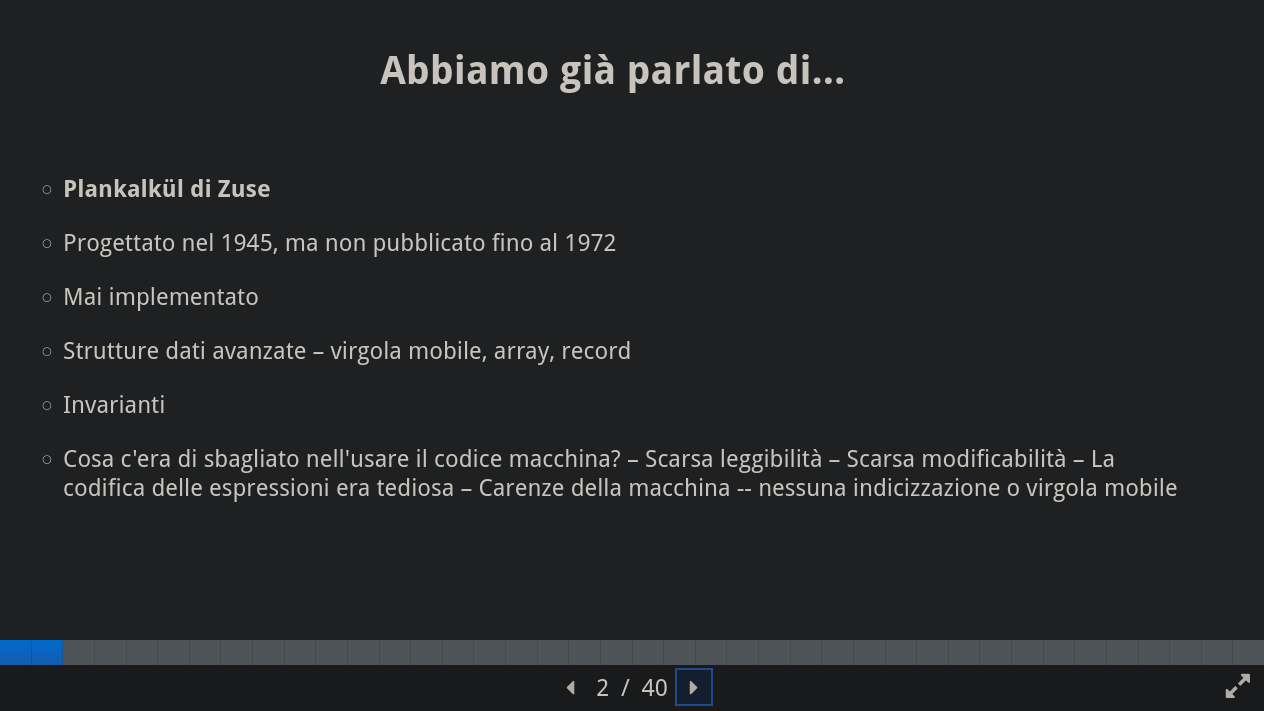 Abbiamo già parlato di...
Plankalkül di Zuse
Progettato nel 1945, ma non pubblicato fino al 1972
Mai implementato
Strutture dati avanzate – virgola mobile, array, record
Invarianti
Cosa c'era di sbagliato nell'usare il codice macchina? – Scarsa leggibilità – Scarsa modificabilità – La
codifica delle espressioni era tediosa – Carenze della macchina -- nessuna indicizzazione o virgola mobile
2 / 40